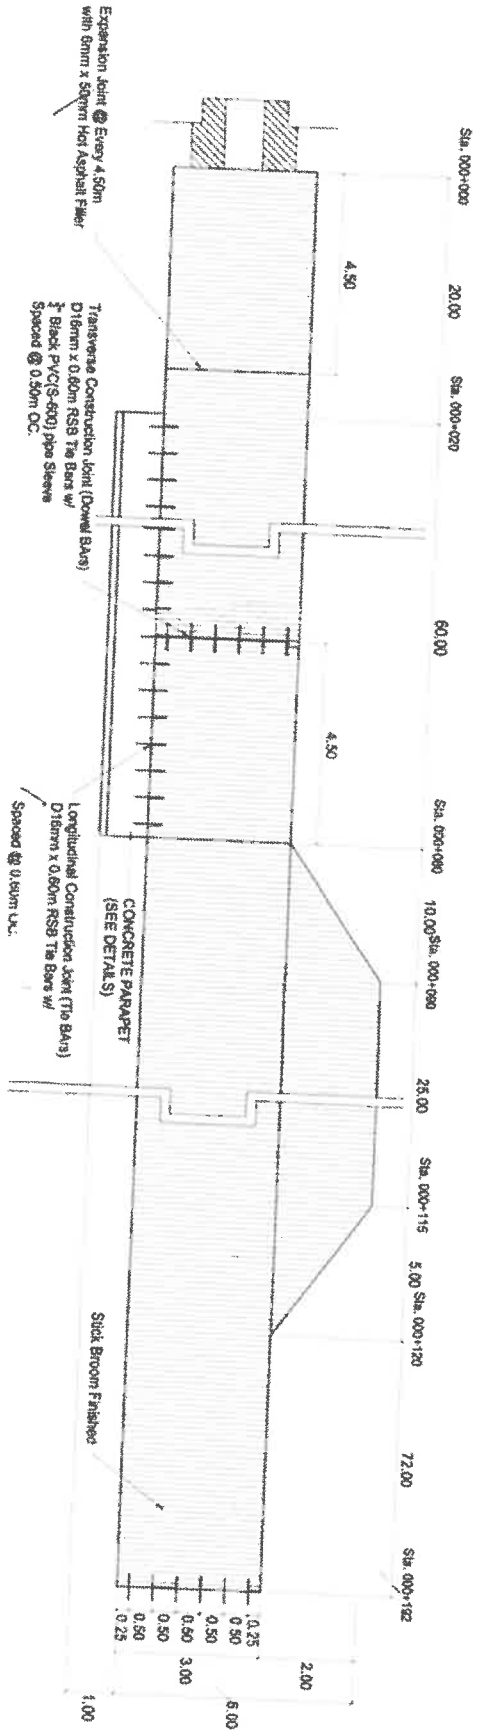 Sta. 000+000
20.00
Sta. 000+020
60.00
Sta. 000+080
10.00
Sta. 000+090
25.00
Sta. 000+115
5.00
Sta. 000+120
72.00
Sta. 000+192
4.50
4.50
Expansion Joint @ Every 4.50m
with 6mm x 50mm Hot Asphalt Filler
Transverse Construction Joint (Dowel BArs)
D16mm x 0.60m RSB Tie Bars w/
Black PVC(S-600) pipe Sleeve
Spaced @ 0.50m OC.
Longitudinal Construction Joint (Tie BArs)
D16mm x 0.60m RSB Tie Bars w/
Spaced @ 0.60m O.C.
CONCRETE PARAPET
(SEE DETAILS)
Stick Broom Finished
0.25
0.50
0.50
0.50
0.50
0.50
0.25
2.00
3.00
1.00